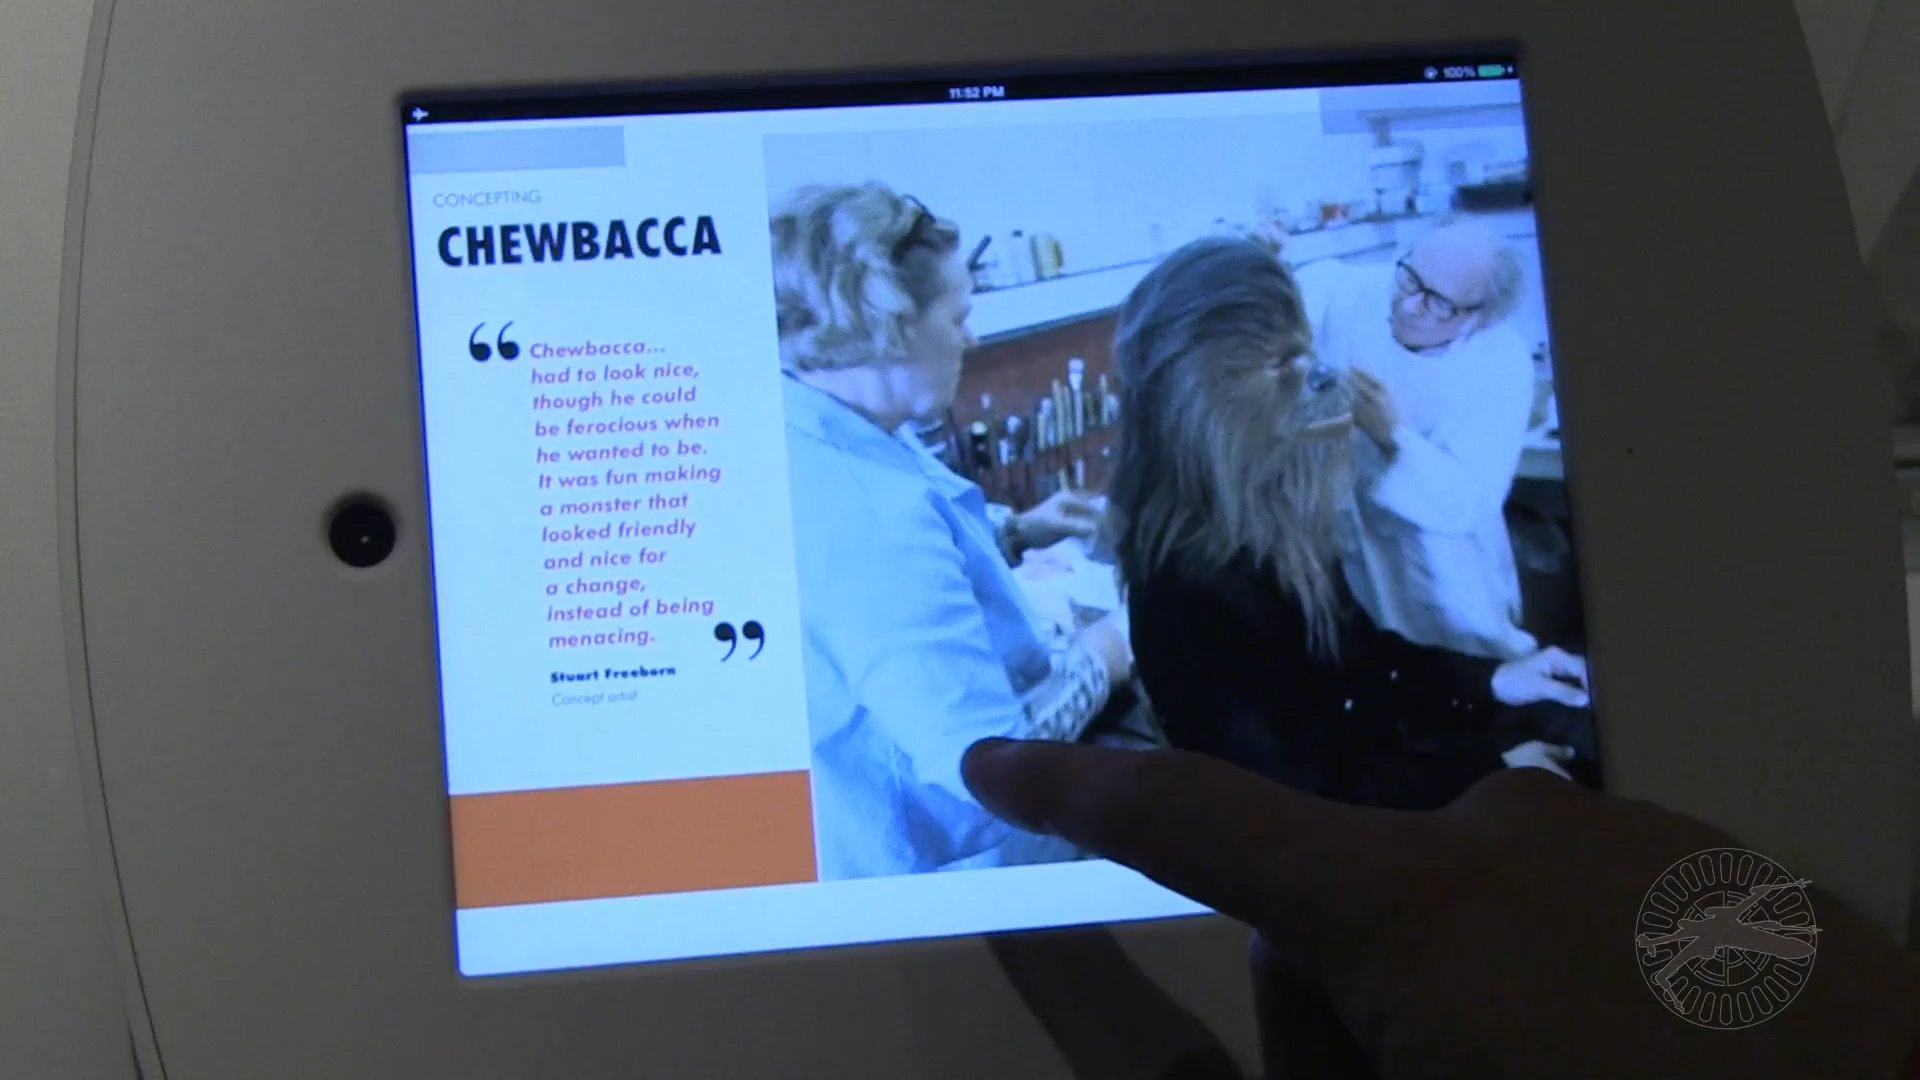 11:52 PM
100%
CONCEPTING
CHEWBACCA
“ Chewbacca...
had to look nice,
though he could
be ferocious when
he wanted to be.
It was fun making
a monster that
looked friendly
and nice for
a change,
instead of being
menacing. ”
Stuart Freeborn
Concept artist